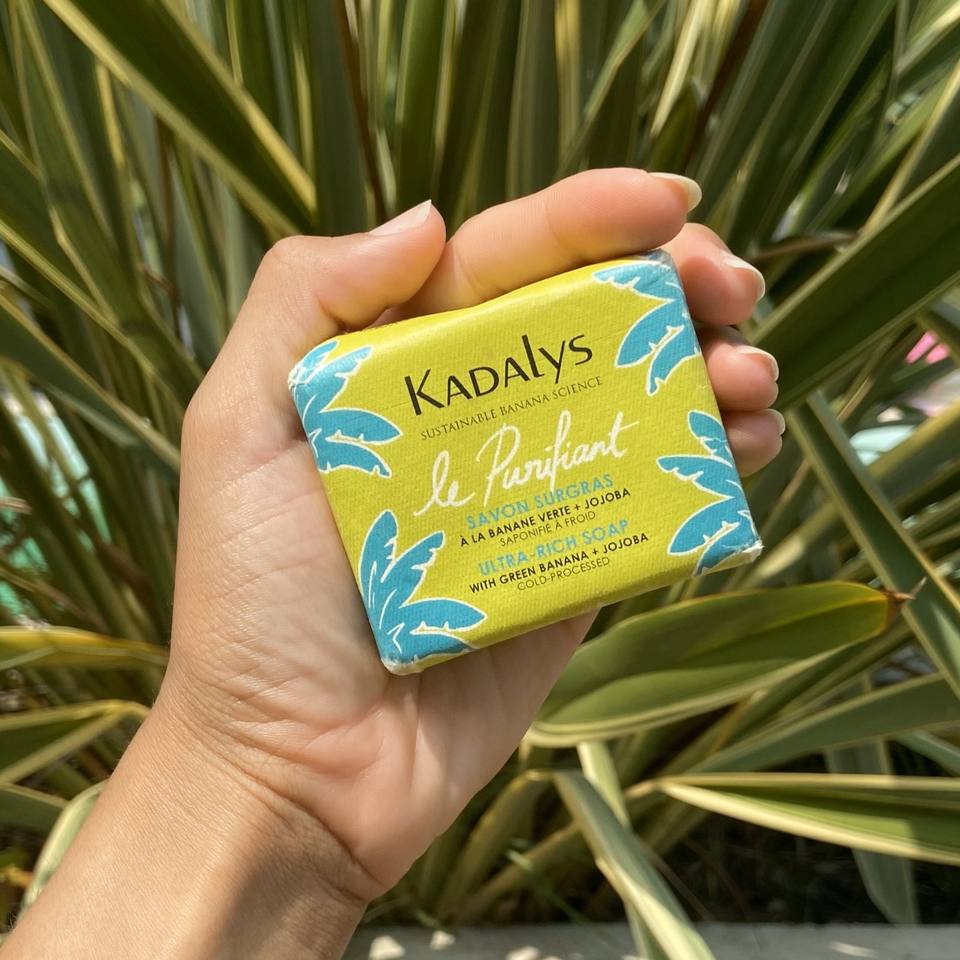 KADALYS
SUSTAINABLE BANANA SCIENCE
le Purifiant
SAVON SURGRAS
À LA BANANE VERTE + JOJOBA
SAPONIFIÉ À FROID
ULTRA-RICH SOAP
WITH GREEN BANANA + JOJOBA
COLD-PROCESSED